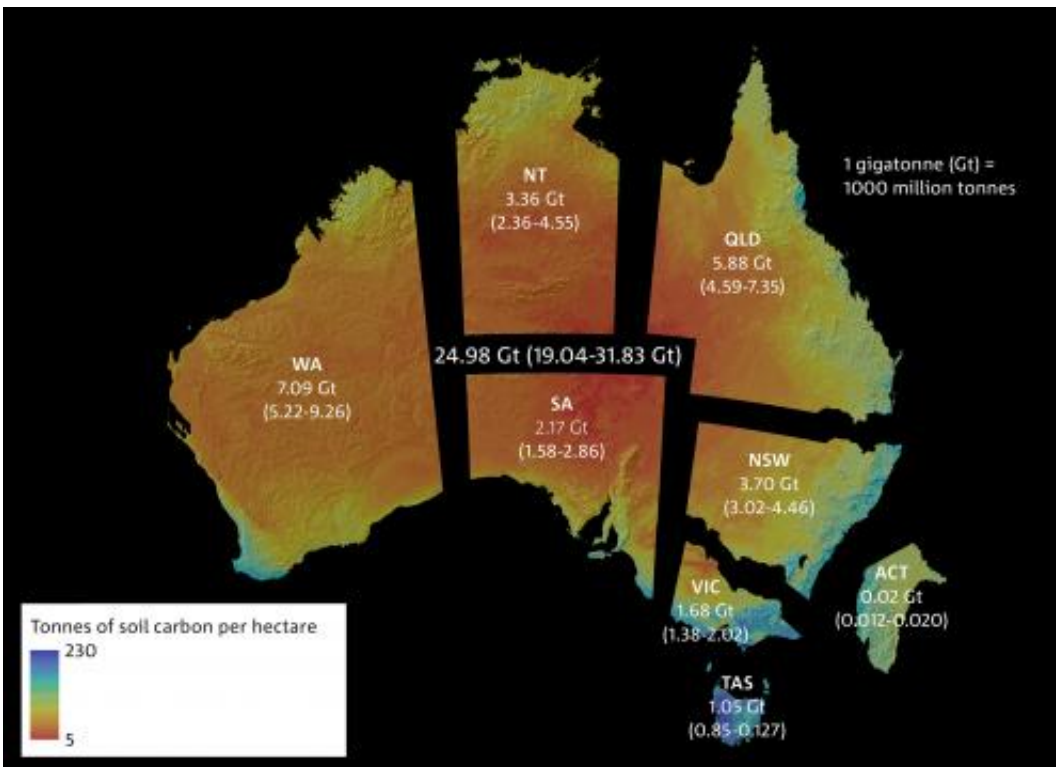 1 gigatonne (Gt) =
1000 million tonnes
NT
3.36 Gt
(2.36-4.55)
QLD
5.88 Gt
(4.59-7.35)
24.98 Gt (19.04-31.83 Gt)
WA
7.09 Gt
(5.22-9.26)
SA
2.17 Gt
(1.58-2.86)
NSW
3.70 Gt
(3.02-4.46)
VIC
1.68 Gt
(1.38-2.02)
ACT
0.02 Gt
(0.012-0.020)
TAS
1.05 Gt
(0.85-0.127)
Tonnes of soil carbon per hectare
230
5